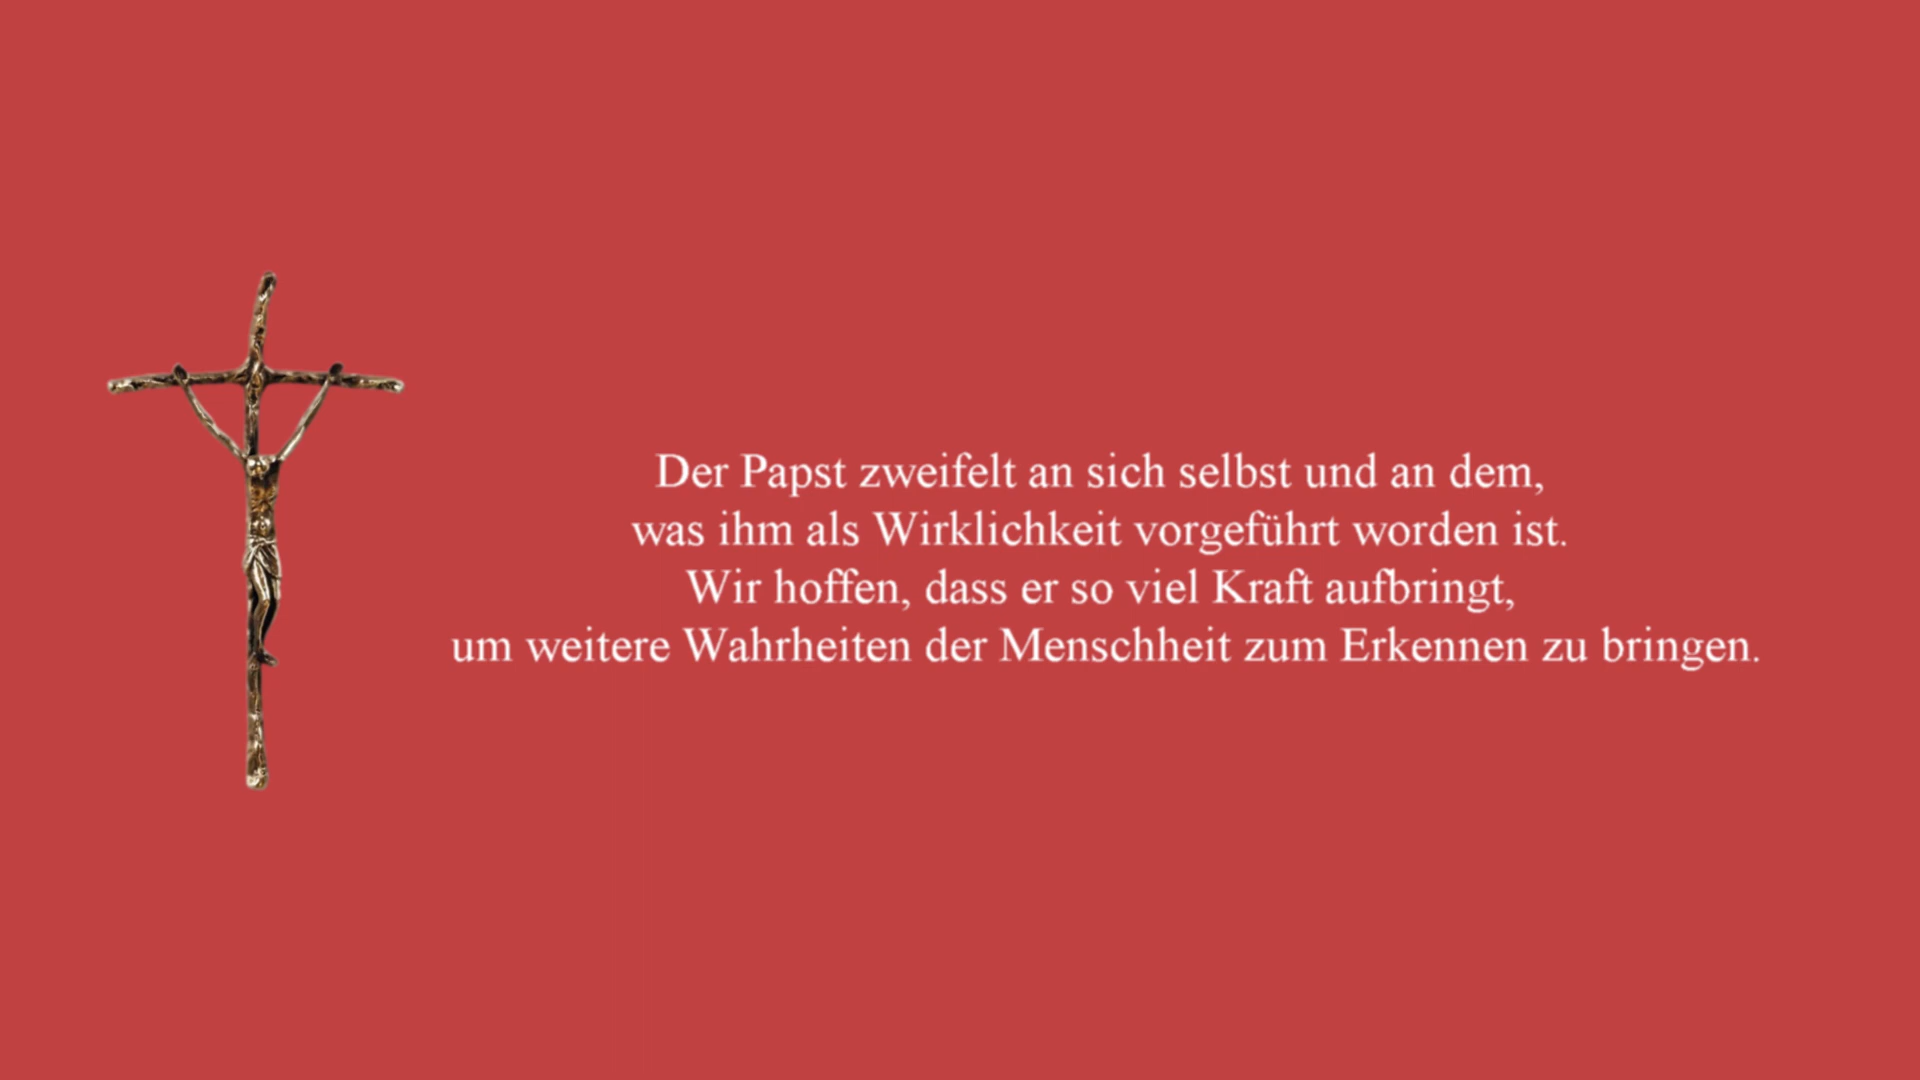 Der Papst zweifelt an sich selbst und an dem,
was ihm als Wirklichkeit vorgeführt worden ist.
Wir hoffen, dass er so viel Kraft aufbringt,
um weitere Wahrheiten der Menschheit zum Erkennen zu bringen.